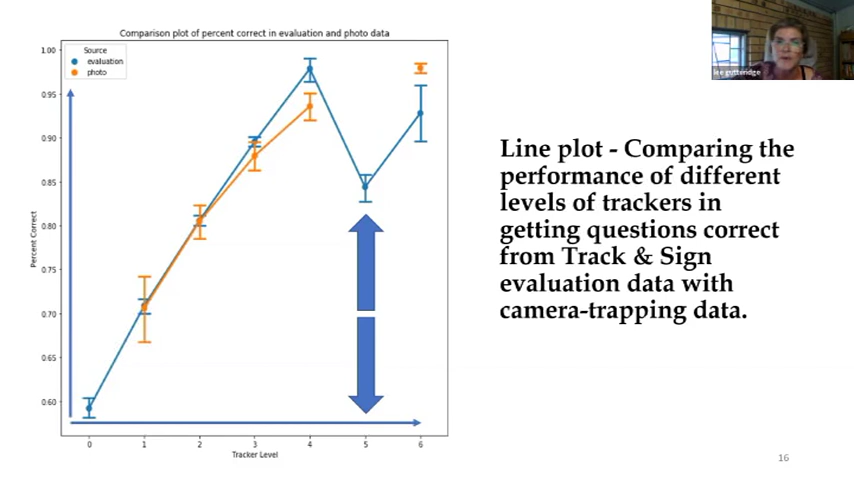 Comparison plot of percent correct in evaluation and photo data
Source
evaluation
photo
1.00
0.95
0.90
0.85
0.80
0.75
0.70
0.65
0.60
Percent Correct
0 1 2 3 4 5 6
Tracker Level
lee gutteridge
Line plot - Comparing the
performance of different
levels of trackers in
getting questions correct
from Track & Sign
evaluation data with
camera-trapping data.
16